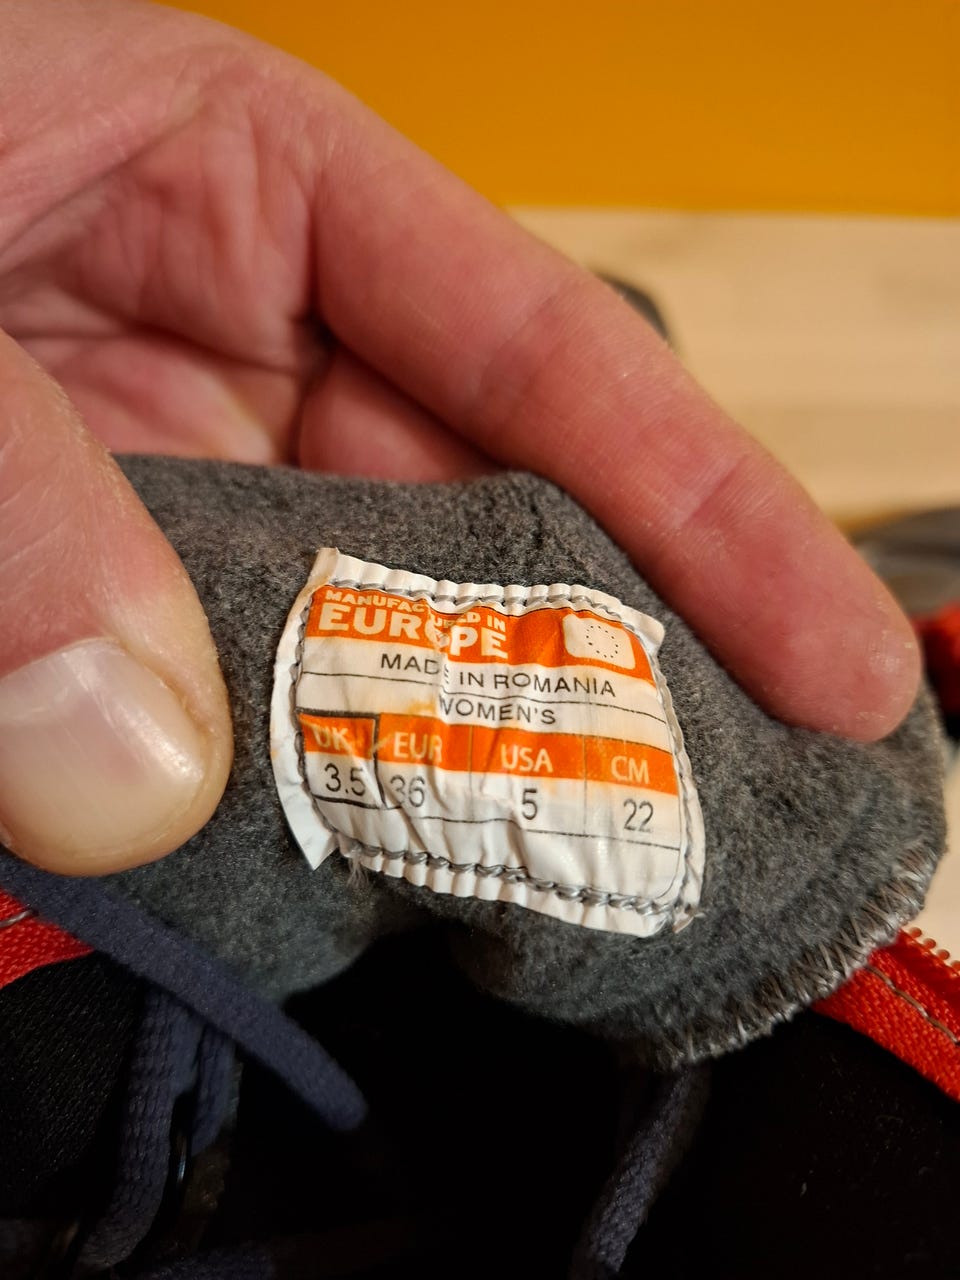 MANUFACTURED IN
EUROPE
MADE IN ROMANIA
WOMEN'S
UK EUR USA CM
3.5 36 5 22